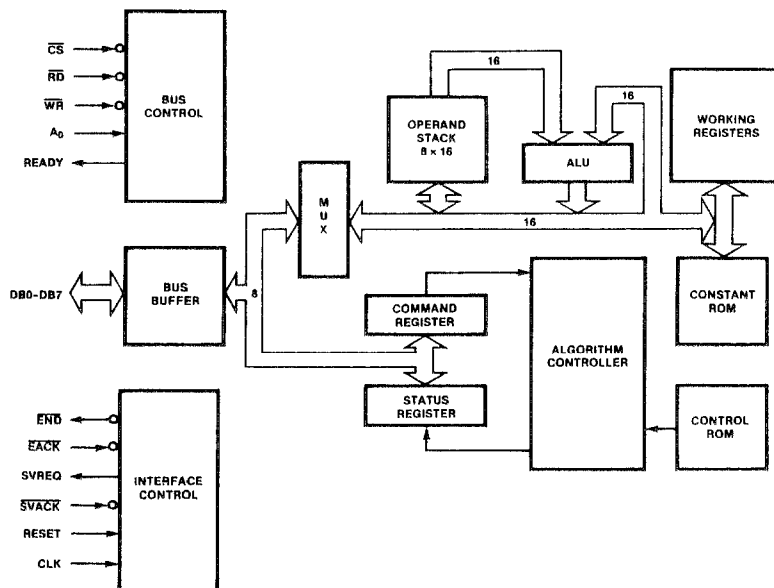 CS
RD
WR
A0
READY
BUS
CONTROL
16
OPERAND
STACK
8 × 16
ALU
16
WORKING
REGISTERS
MUX
16
DB0-DB7
BUS
BUFFER
8
COMMAND
REGISTER
STATUS
REGISTER
ALGORITHM
CONTROLLER
CONSTANT
ROM
CONTROL
ROM
END
EACK
SVREQ
SVACK
RESET
CLK
INTERFACE
CONTROL